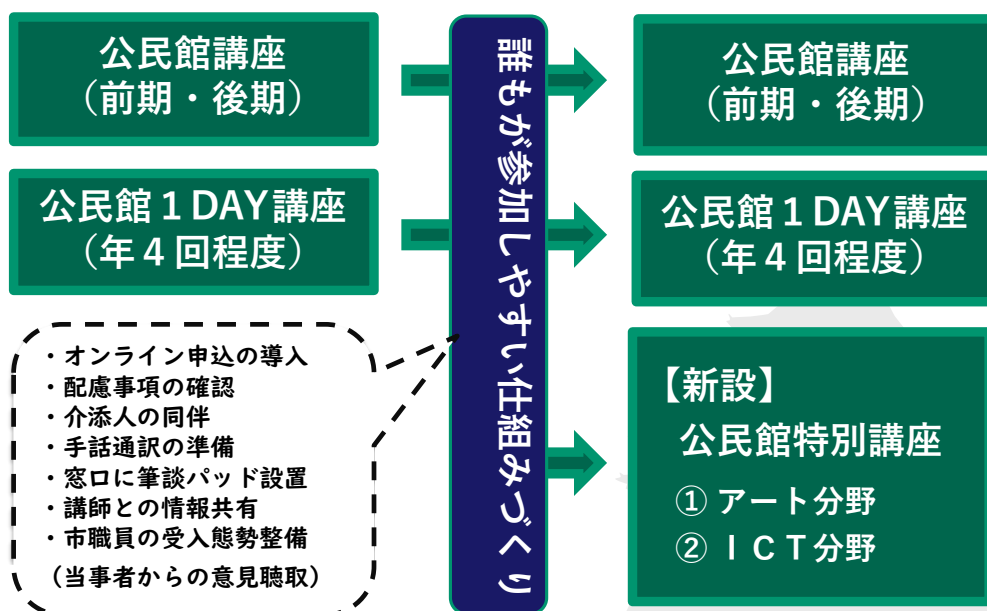 公民館講座
（前期・後期）
公民館１DAY講座
（年４回程度）
・オンライン申込の導入
・配慮事項の確認
・介添人の同伴
・手話通訳の準備
・窓口に筆談パッド設置
・講師との情報共有
・市職員の受入態勢整備
（当事者からの意見聴取）
誰もが参加しやすい仕組みづくり
公民館講座
（前期・後期）
公民館１DAY講座
（年４回程度）
【新設】
公民館特別講座
① アート分野
② ＩＣＴ分野